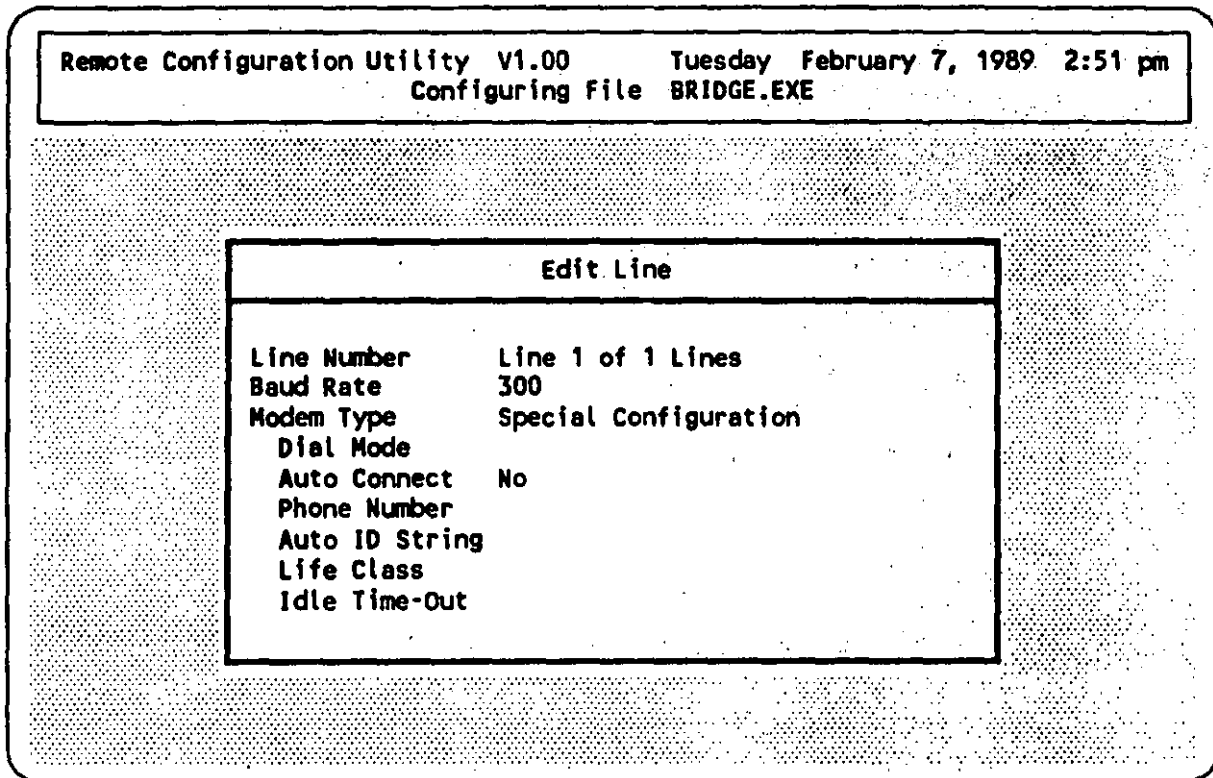 Remote Configuration Utility V1.00 Tuesday February 7, 1989 2:51 pm
Configuring File BRIDGE.EXE
Edit Line
Line Number Line 1 of 1 Lines
Baud Rate 300
Modem Type Special Configuration
Dial Mode
Auto Connect No
Phone Number
Auto ID String
Life Class
Idle Time-Out